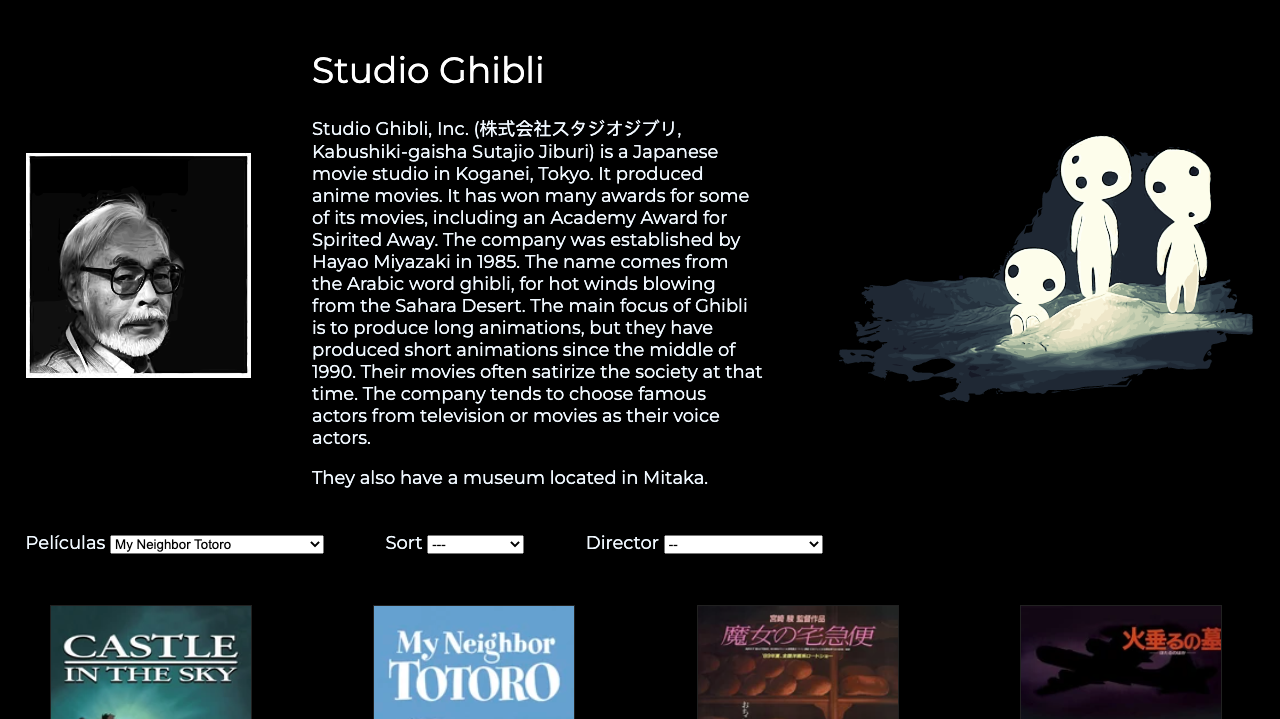 Studio Ghibli
Studio Ghibli, Inc. (株式会社スタジオジブリ,
Kabushiki-gaisha Sutajio Jiburi) is a Japanese
movie studio in Koganei, Tokyo. It produced
anime movies. It has won many awards for some
of its movies, including an Academy Award for
Spirited Away. The company was established by
Hayao Miyazaki in 1985. The name comes from
the Arabic word ghibli, for hot winds blowing
from the Sahara Desert. The main focus of Ghibli
is to produce long animations, but they have
produced short animations since the middle of
1990. Their movies often satirize the society at that
time. The company tends to choose famous
actors from television or movies as their voice
actors.
They also have a museum located in Mitaka.
Películas My Neighbor Totoro Sort --- Director --
CASTLE
IN THE SKY
My Neighbor
TOTORO
宮崎 駿 監督作品
魔女の宅急便
火垂るの墓